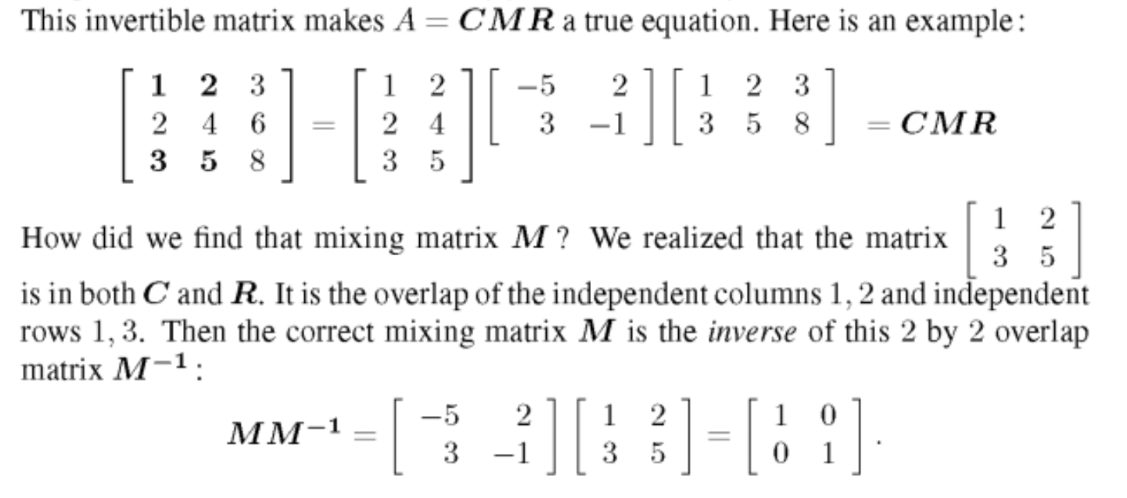 This invertible matrix makes A = CMR a true equation. Here is an example:
[ 1 2 3 ; 2 4 6 ; 3 5 8 ] = [ 1 2 ; 2 4 ; 3 5 ] [ −5 2 ; 3 −1 ] [ 1 2 3 ; 3 5 8 ] = CMR
How did we find that mixing matrix M? We realized that the matrix [ 1 2 ; 3 5 ]
is in both C and R. It is the overlap of the independent columns 1, 2 and independent
rows 1, 3. Then the correct mixing matrix M is the inverse of this 2 by 2 overlap
matrix M⁻¹:
MM⁻¹ = [ −5 2 ; 3 −1 ] [ 1 2 ; 3 5 ] = [ 1 0 ; 0 1 ].